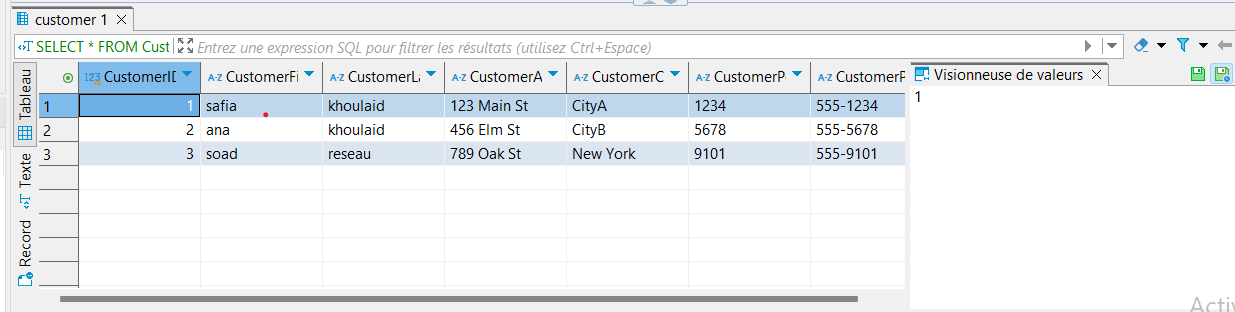 customer 1
SELECT * FROM Cust Entrez une expression SQL pour filtrer les résultats (utilisez Ctrl+Espace)
Tableau
Texte
Record
123 CustomerID A-Z CustomerFi A-Z CustomerLa A-Z CustomerA A-Z CustomerC A-Z CustomerP A-Z CustomerP
1 1 safia khoulaid 123 Main St CityA 1234 555-1234
2 2 ana khoulaid 456 Elm St CityB 5678 555-5678
3 3 soad reseau 789 Oak St New York 9101 555-9101
Visionneuse de valeurs
1
Activ